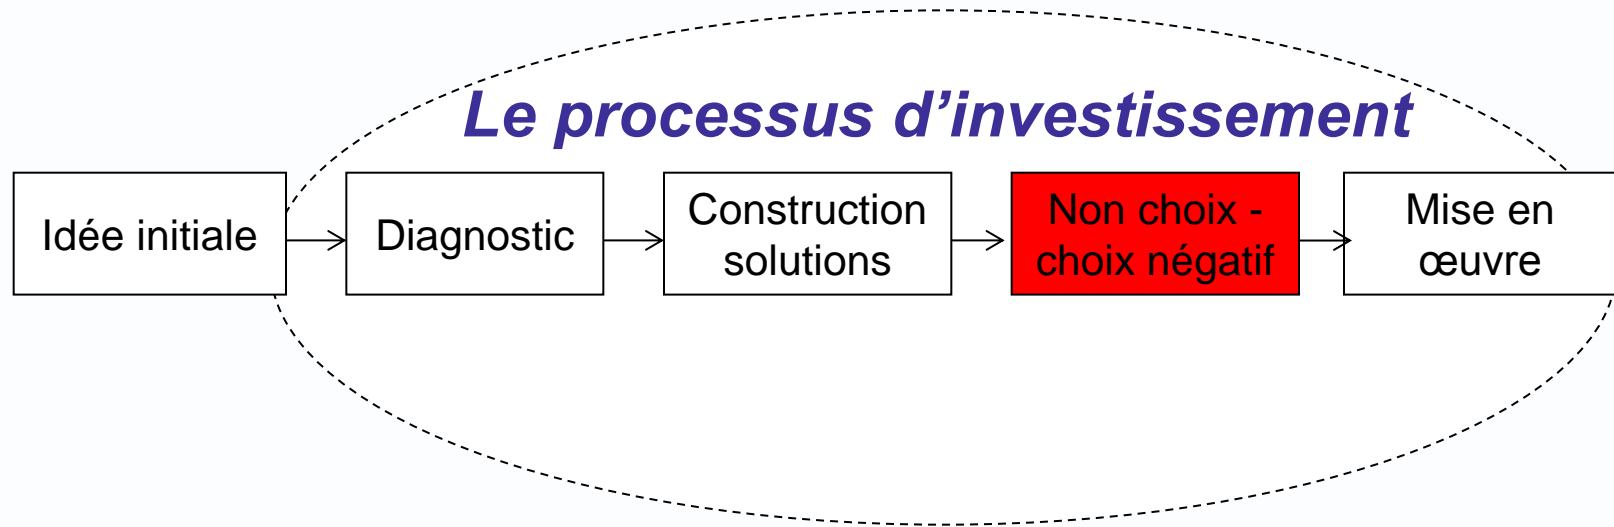 Le processus d’investissement
Idée initiale
Diagnostic
Construction
solutions
Non choix -
choix négatif
Mise en
œuvre